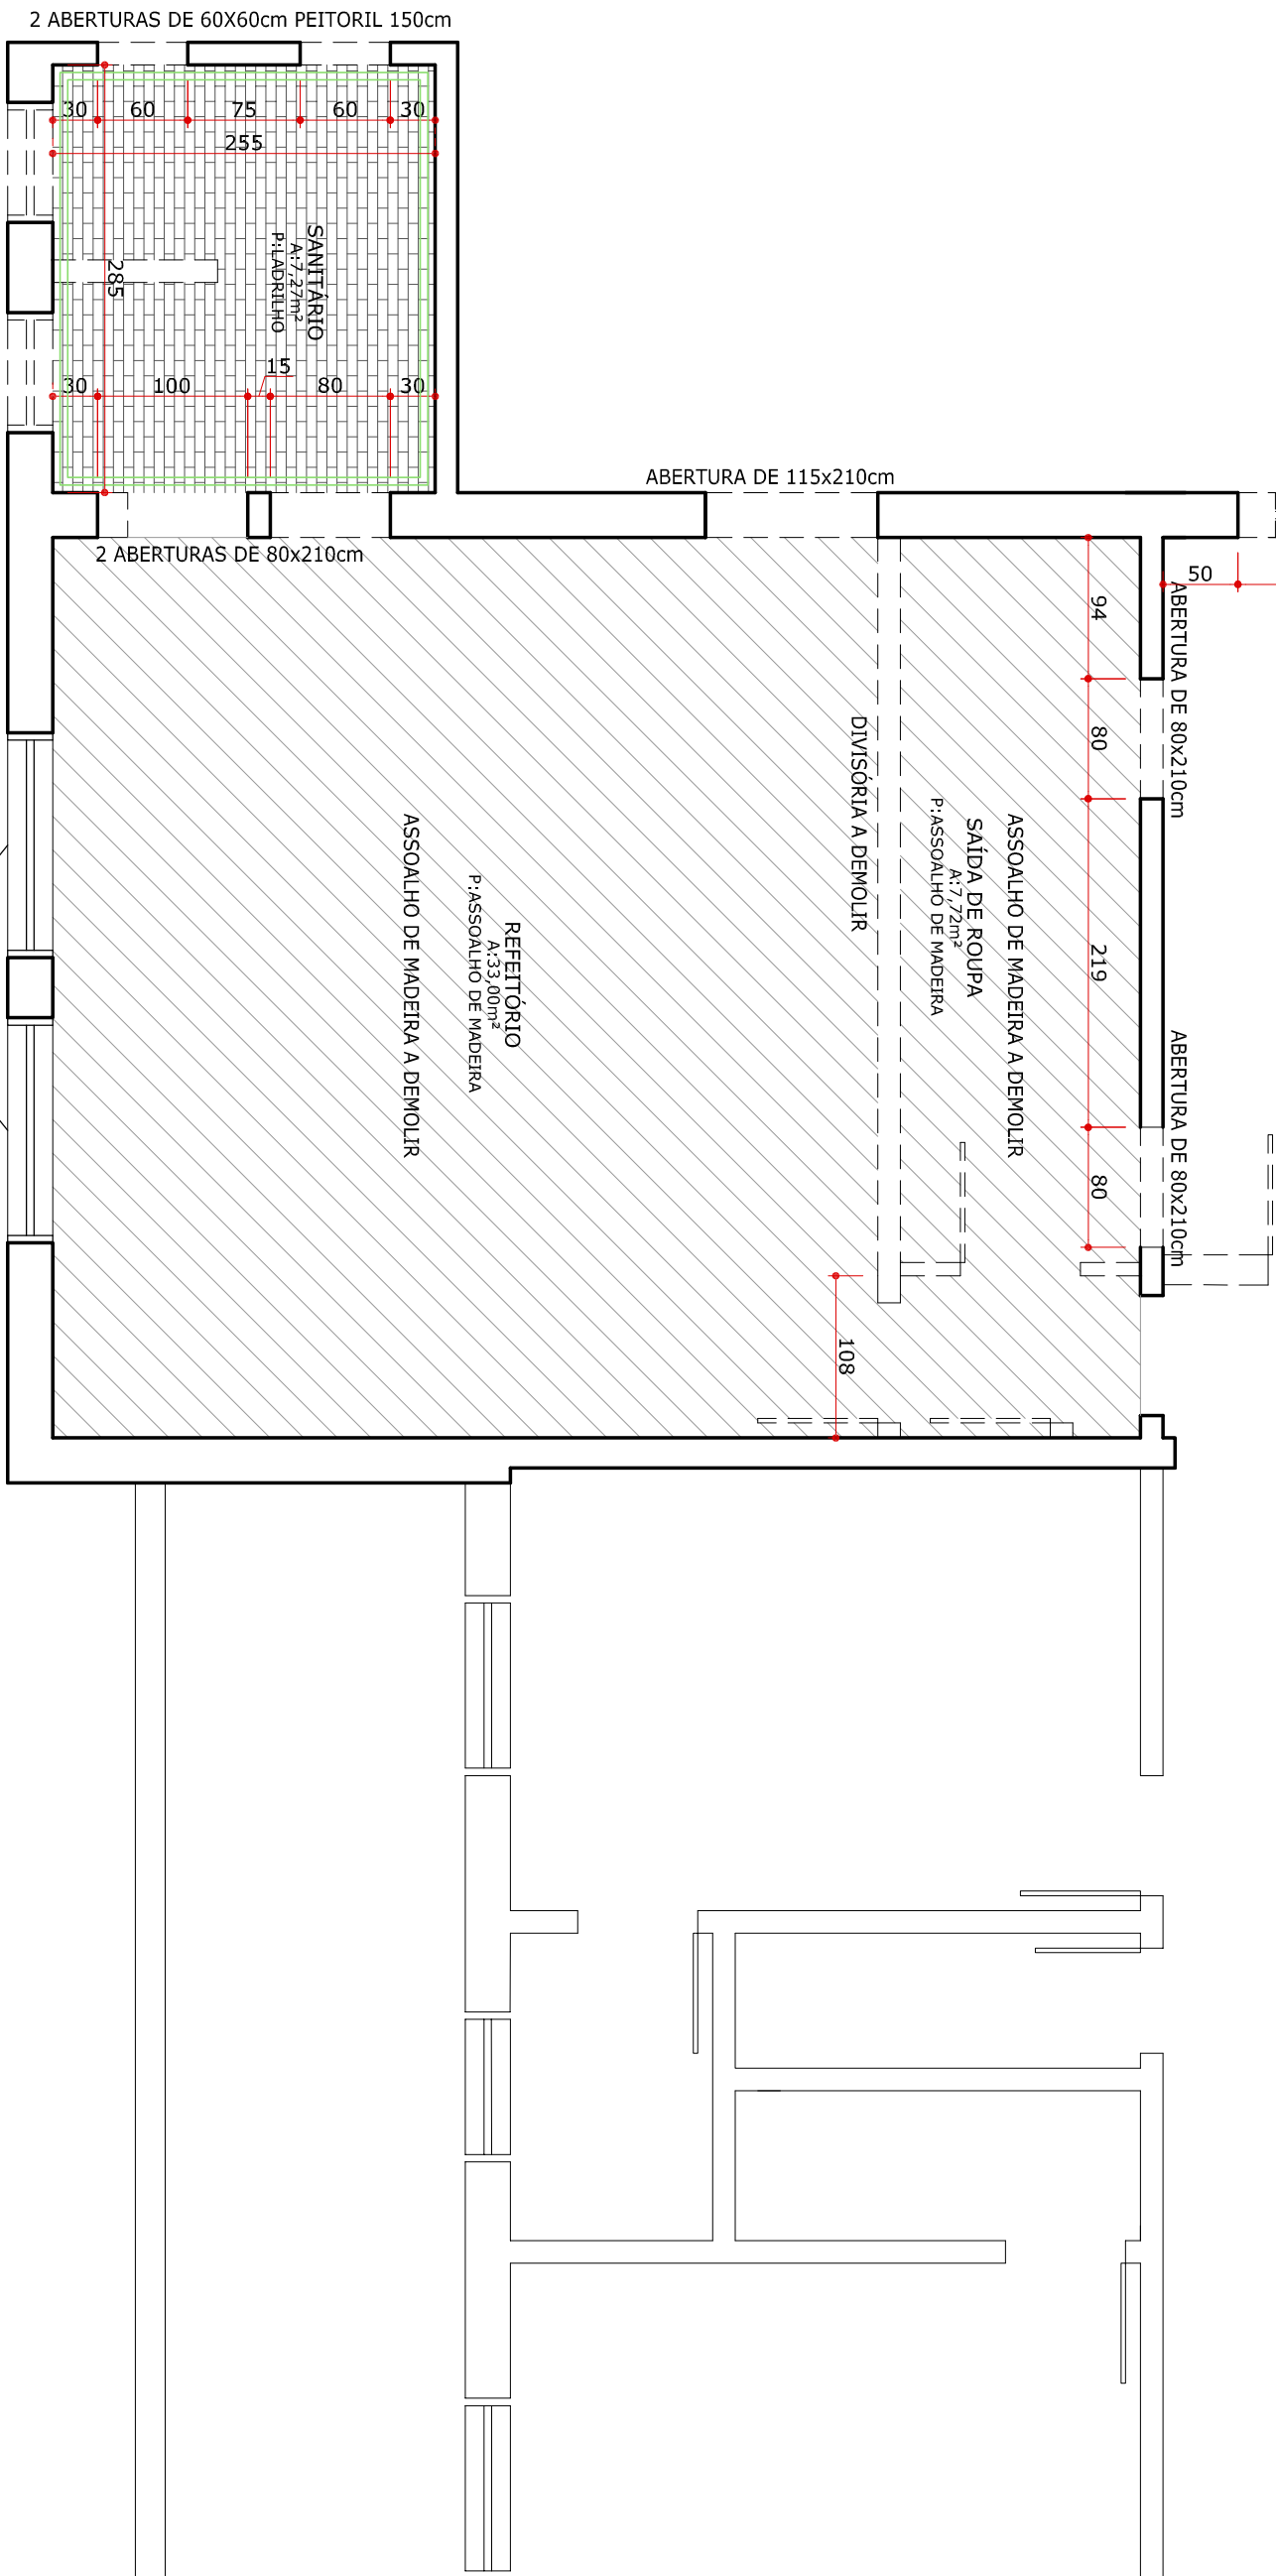 2 ABERTURAS DE 60X60cm PEITORIL 150cm
30
60
75
60
30
255
SANITÁRIO
A:7,27m²
P:LADRILHO
285
15
30
100
80
30
ABERTURA DE 115x210cm
2 ABERTURAS DE 80x210cm
50
94
ABERTURA DE 80x210cm
80
DIVISÓRIA A DEMOLIR
ASSOALHO DE MADEIRA A DEMOLIR
SAÍDA DE ROUPA
A:7,72m²
P:ASSOALHO DE MADEIRA
219
REFEITÓRIO
A:33,00m²
P:ASSOALHO DE MADEIRA
ASSOALHO DE MADEIRA A DEMOLIR
ABERTURA DE 80x210cm
80
108